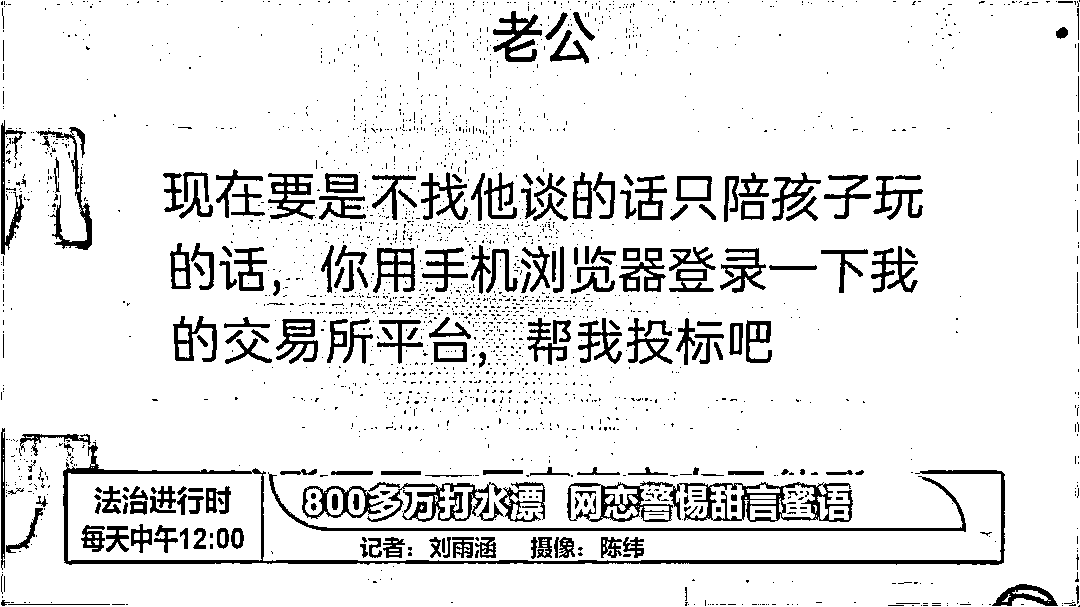 老公
现在要是不找他谈的话只陪孩子玩
的话，你用手机浏览器登录一下我
的交易所平台，帮我投标吧
法治进行时
每天中午12:00
800多万打水漂 网恋警惕甜言蜜语
记者：刘雨涵 摄像：陈纬